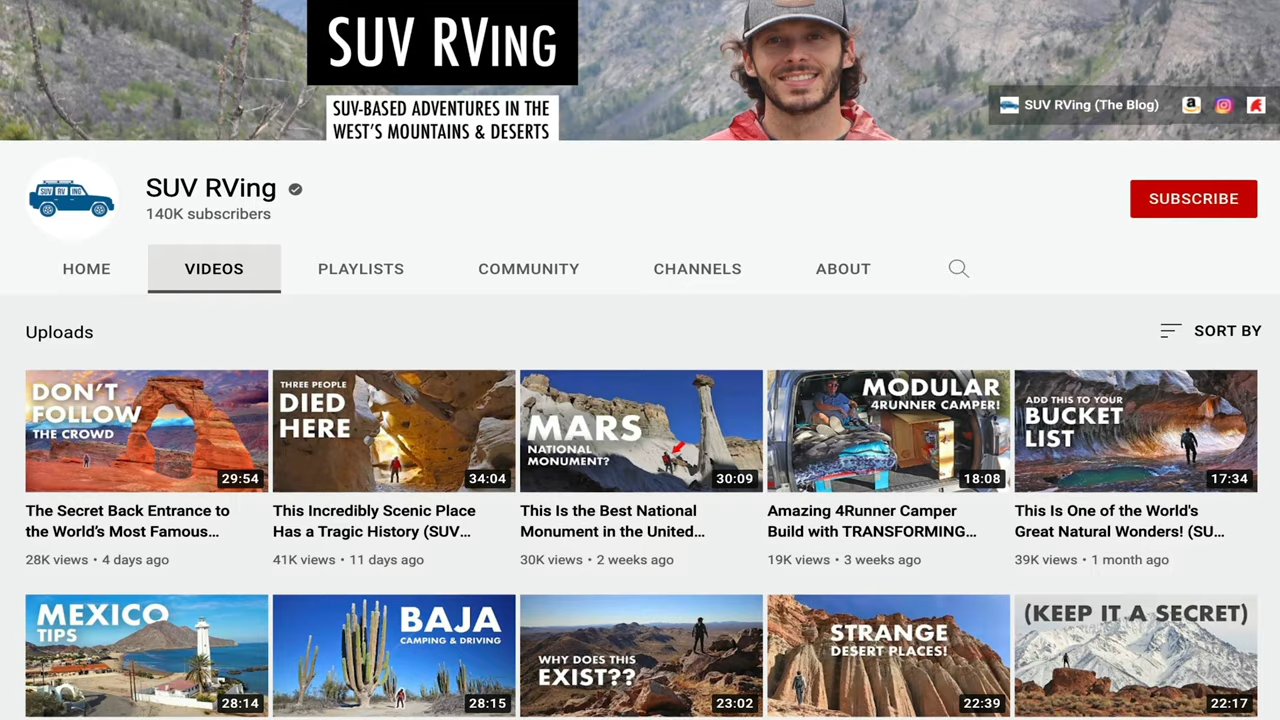 SUV RVING
SUV-BASED ADVENTURES IN THE
WEST'S MOUNTAINS & DESERTS
SUV RVing (The Blog)
a
SUV RV ING
SUV RVing
140K subscribers
SUBSCRIBE
HOME
VIDEOS
PLAYLISTS
COMMUNITY
CHANNELS
ABOUT
Uploads
SORT BY
DON'T
FOLLOW
THE CROWD
29:54
THREE PEOPLE
DIED
HERE
34:04
MARS
NATIONAL
MONUMENT?
30:09
MODULAR
4RUNNER CAMPER!
18:08
ADD THIS TO YOUR
BUCKET
LIST
17:34
The Secret Back Entrance to
the World’s Most Famous...
28K views • 4 days ago
This Incredibly Scenic Place
Has a Tragic History (SUV...
41K views • 11 days ago
This Is the Best National
Monument in the United...
30K views • 2 weeks ago
Amazing 4Runner Camper
Build with TRANSFORMING...
19K views • 3 weeks ago
This Is One of the World's
Great Natural Wonders! (SU...
39K views • 1 month ago
MEXICO
TIPS
28:14
BAJA
CAMPING & DRIVING
28:15
WHY DOES THIS
EXIST??
23:02
STRANGE
DESERT PLACES!
22:39
(KEEP IT A SECRET)
22:17